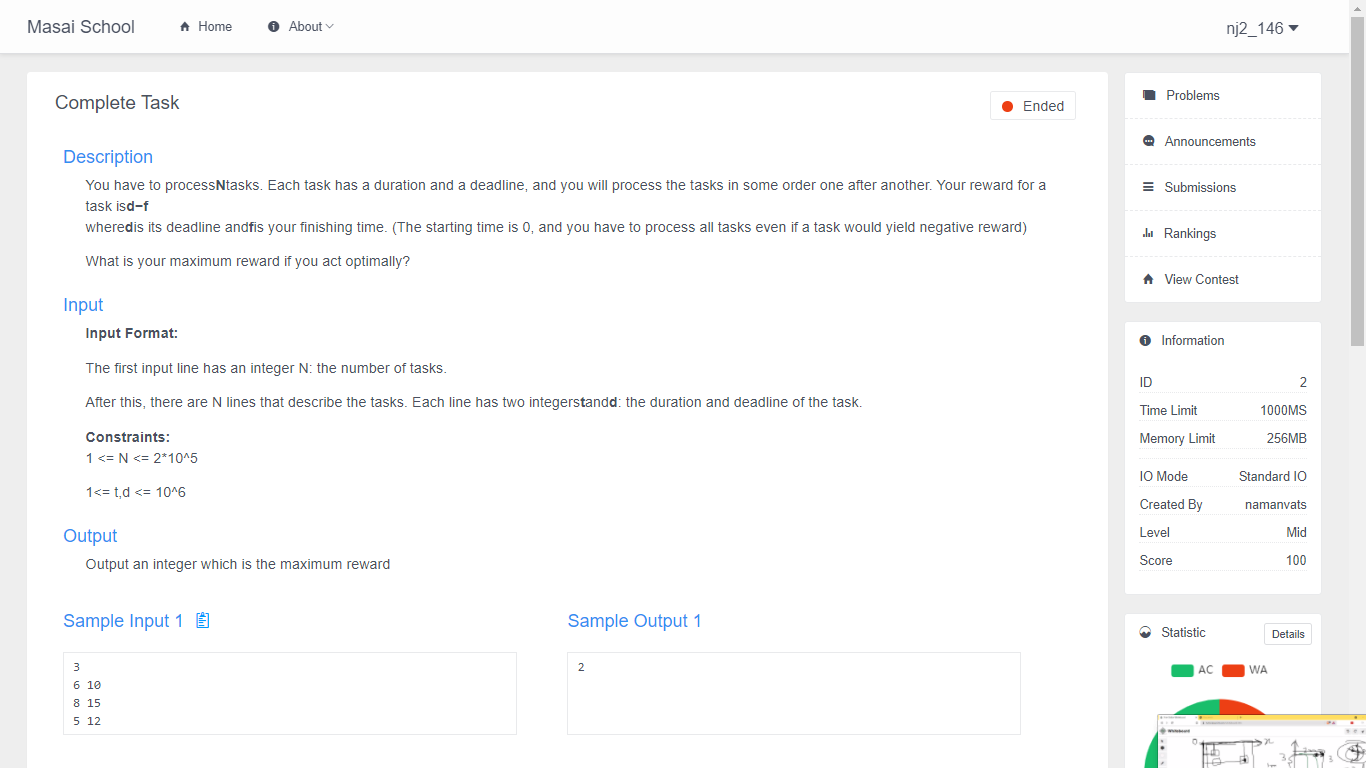 Masai School
Home
About
nj2_146
Complete Task
Ended
Description
You have to processNtasks. Each task has a duration and a deadline, and you will process the tasks in some order one after another. Your reward for a
task isd−f
wheredis its deadline andfis your finishing time. (The starting time is 0, and you have to process all tasks even if a task would yield negative reward)
What is your maximum reward if you act optimally?
Input
Input Format:
The first input line has an integer N: the number of tasks.
After this, there are N lines that describe the tasks. Each line has two integerstandd: the duration and deadline of the task.
Constraints:
1 <= N <= 2*10^5
1<= t,d <= 10^6
Output
Output an integer which is the maximum reward
Sample Input 1
3
6 10
8 15
5 12
Sample Output 1
2
Problems
Announcements
Submissions
Rankings
View Contest
Information
ID 2
Time Limit 1000MS
Memory Limit 256MB
IO Mode Standard IO
Created By namanvats
Level Mid
Score 100
Statistic
Details
AC WA
Whiteboard